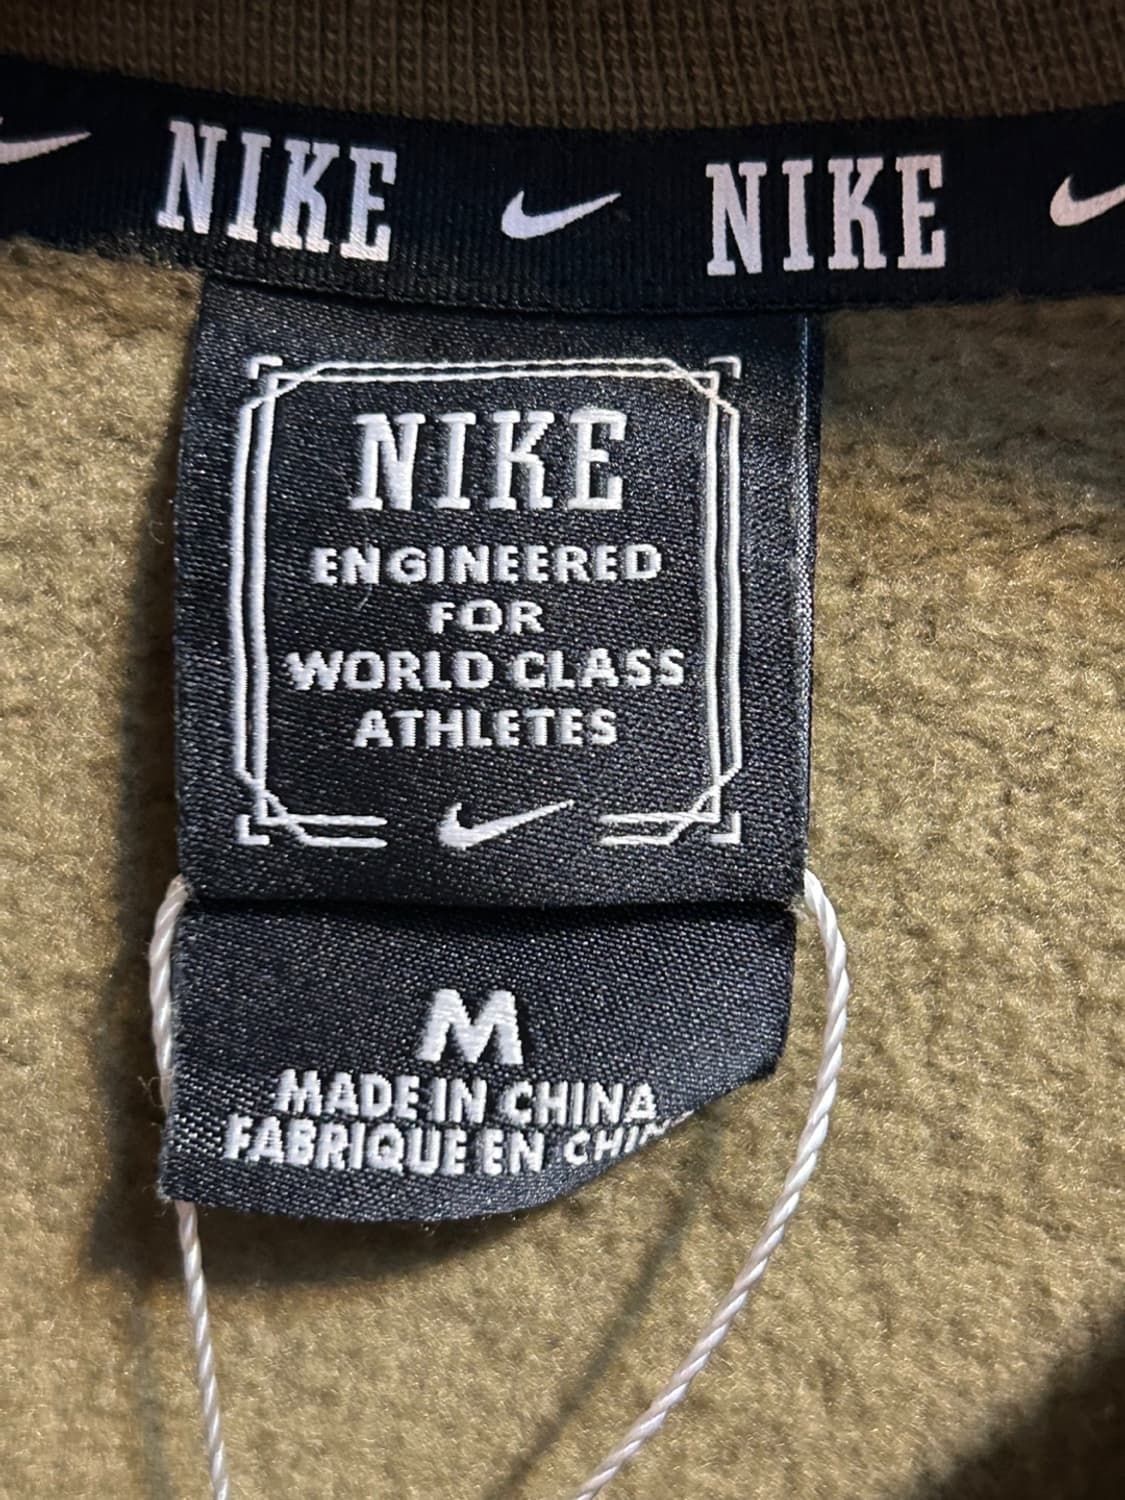 NIKE NIKE
NIKE
ENGINEERED
FOR
WORLD CLASS
ATHLETES
M
MADE IN CHINA
FABRIQUE EN